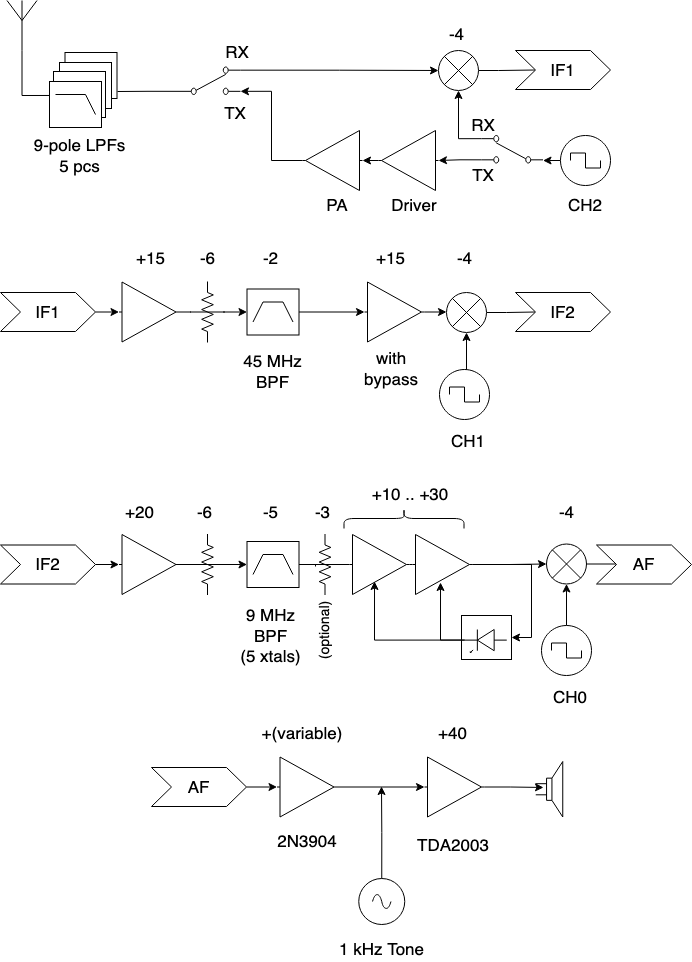 -4
RX
IF1
TX
9-pole LPFs
5 pcs
RX
TX
PA
Driver
CH2
+15
-6
-2
+15
-4
IF1
IF2
45 MHz
BPF
with
bypass
CH1
+10 .. +30
+20
-6
-5
-3
-4
IF2
AF
9 MHz
BPF
(5 xtals)
(optional)
CH0
+(variable)
+40
AF
2N3904
TDA2003
1 kHz Tone